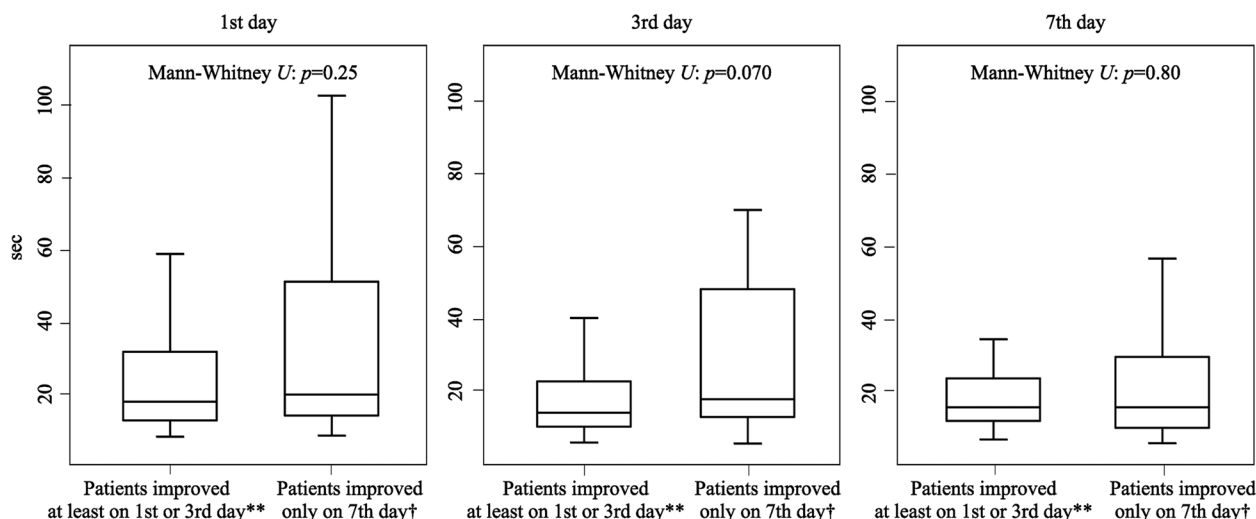 1st day
Mann-Whitney U: p=0.25
sec
100
80
60
40
20
Patients improved
at least on 1st or 3rd day**
Patients improved
only on 7th day†
3rd day
Mann-Whitney U: p=0.070
100
80
60
40
20
Patients improved
at least on 1st or 3rd day**
Patients improved
only on 7th day†
7th day
Mann-Whitney U: p=0.80
100
80
60
40
20
Patients improved
at least on 1st or 3rd day**
Patients improved
only on 7th day†